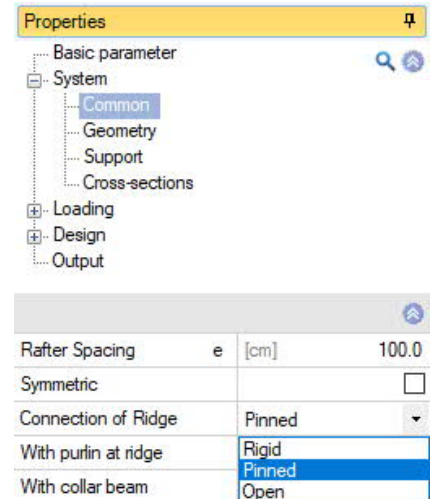 Properties
Basic parameter
System
Common
Geometry
Support
Cross-sections
Loading
Design
Output
Rafter Spacing e [cm] 100.0
Symmetric
Connection of Ridge Pinned
With purlin at ridge Rigid
Pinned
With collar beam Open